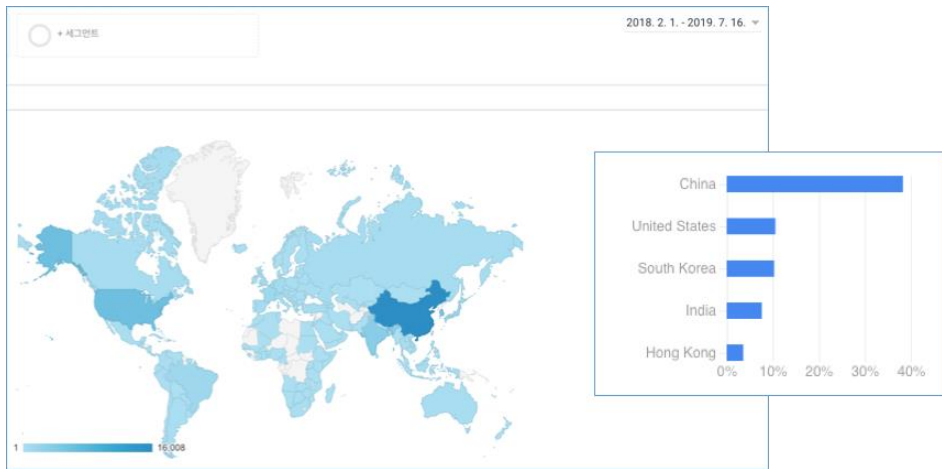 + 세그먼트
2018. 2. 1. - 2019. 7. 16.
1
16,008
China
United States
South Korea
India
Hong Kong
0% 10% 20% 30% 40%